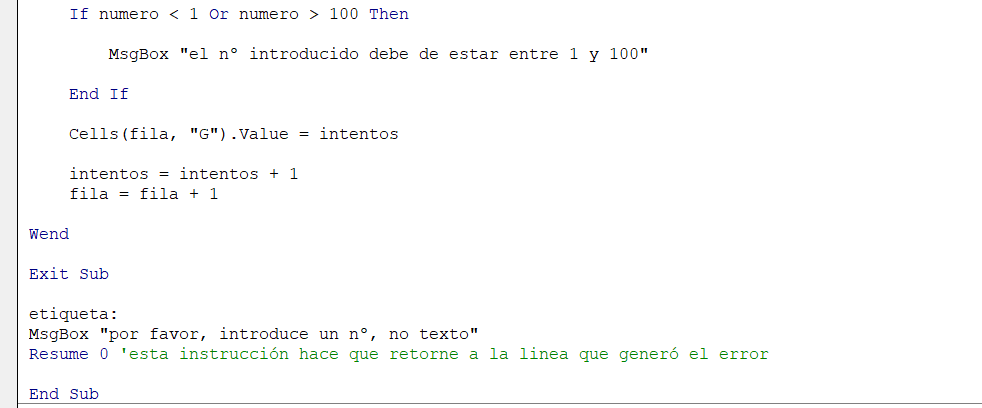 If numero < 1 Or numero > 100 Then
MsgBox "el nº introducido debe de estar entre 1 y 100"
End If
Cells(fila, "G").Value = intentos
intentos = intentos + 1
fila = fila + 1
Wend
Exit Sub
etiqueta:
MsgBox "por favor, introduce un nº, no texto"
Resume 0 'esta instrucción hace que retorne a la linea que generó el error
End Sub